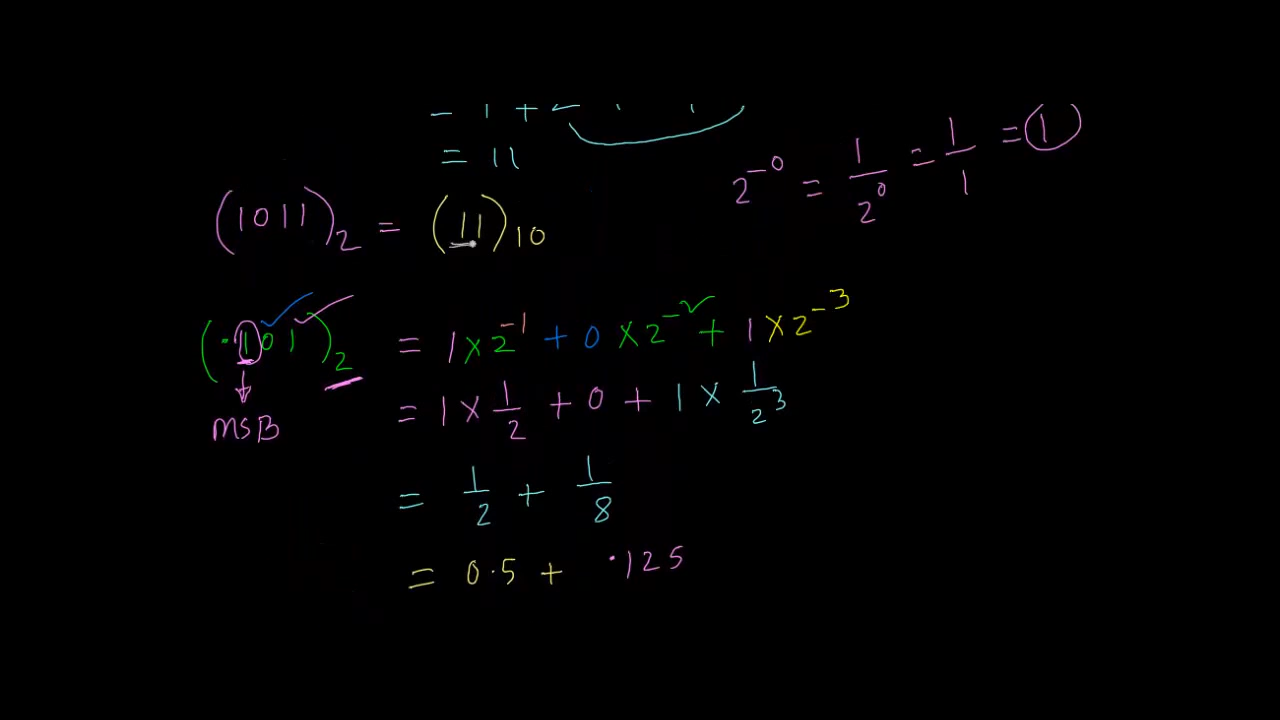 = 11
2^-0 = 1/2^0 = 1/1 = 1
(1011)2 = (11)10
(.101)2 = 1×2^-1 + 0×2^-2 + 1×2^-3
MSB
= 1×1/2 + 0 + 1×1/2^3
= 1/2 + 1/8
= 0.5 + .125